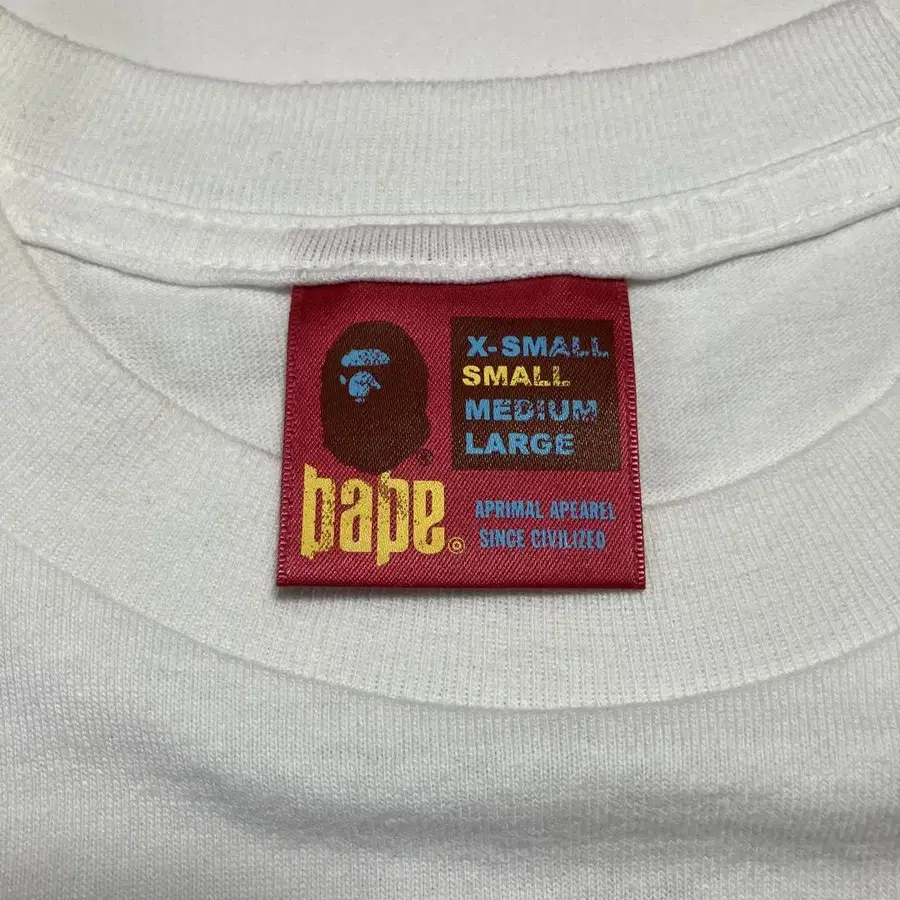 X-SMALL
SMALL
MEDIUM
LARGE
bape®
APRIMAL APEAREL
SINCE CIVILIZED